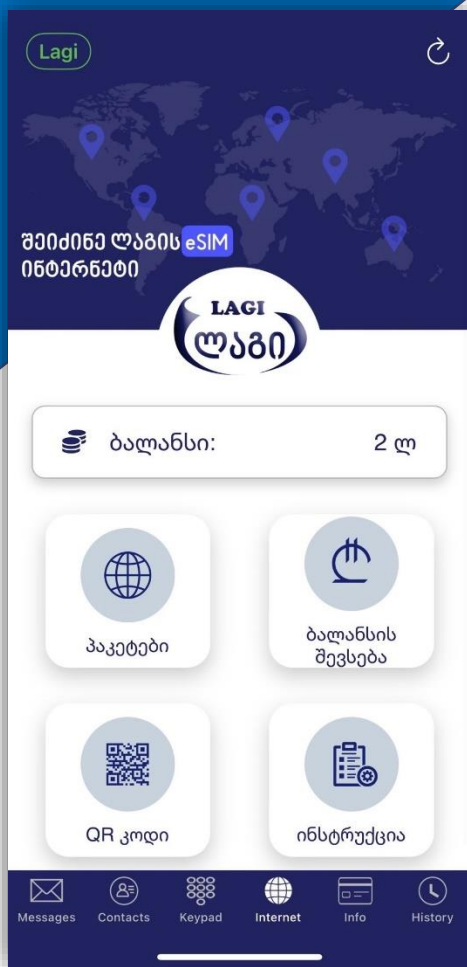 Lagi
ᲨᲔᲘᲫᲘᲜᲔ ᲚᲐᲒᲘᲡ eSIM
ᲘᲜᲢᲔᲠᲜᲔᲢᲘ
LAGI
ᲚᲐᲒᲘ
ბალანსი: 2 ლ
პაკეტები
ბალანსის
შევსება
QR კოდი
ინსტრუქცია
Messages Contacts Keypad Internet Info History